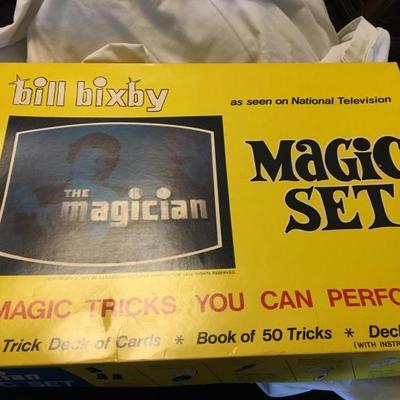 bill bixby
as seen on National Television
THE
magician
MAGIC
SET
MAGIC TRICKS YOU CAN PERFO
Trick Deck of Cards * Book of 50 Tricks * Deck
(WITH INSTR
SET